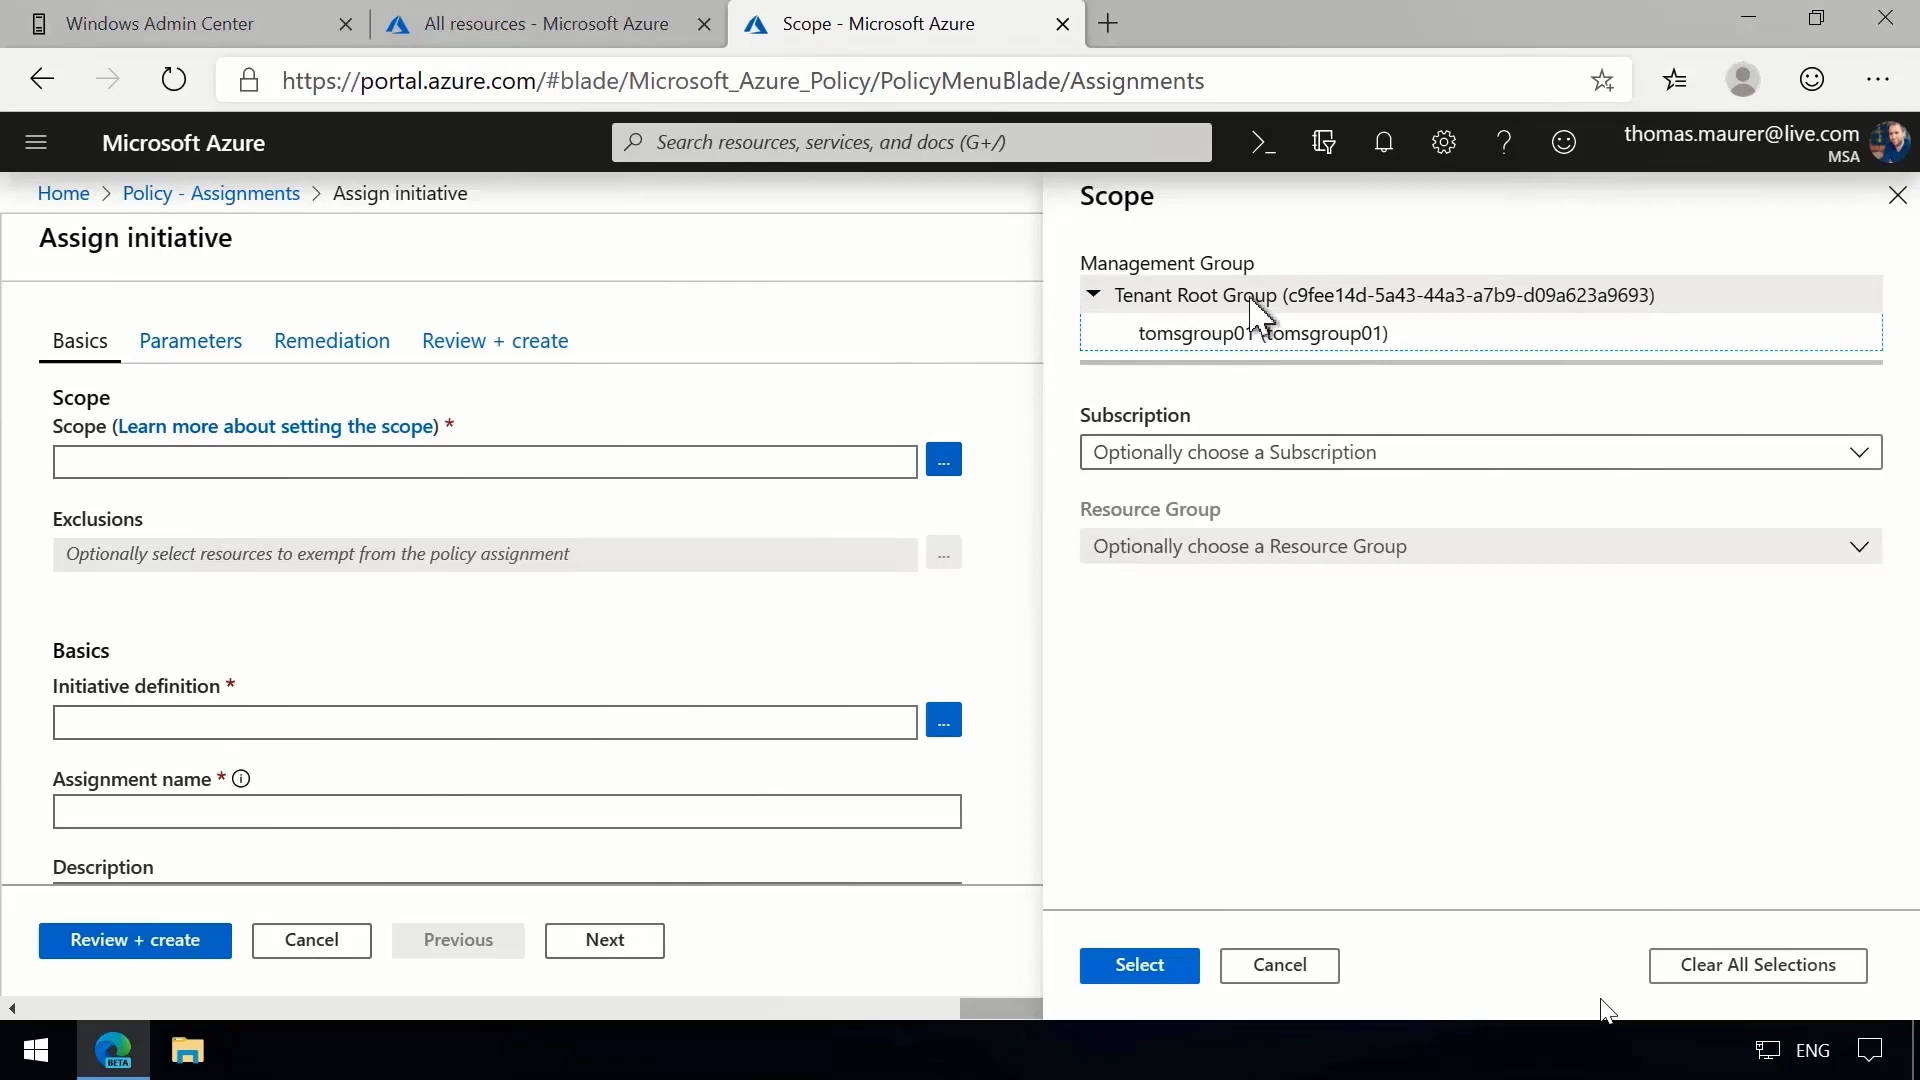 Windows Admin Center
All resources - Microsoft Azure
Scope - Microsoft Azure
https://portal.azure.com/#blade/Microsoft_Azure_Policy/PolicyMenuBlade/Assignments
Microsoft Azure
Search resources, services, and docs (G+/)
thomas.maurer@live.com
MSA
Home > Policy - Assignments > Assign initiative
Assign initiative
Basics
Parameters
Remediation
Review + create
Scope
Scope (Learn more about setting the scope) *
...
Exclusions
Optionally select resources to exempt from the policy assignment
...
Basics
Initiative definition *
...
Assignment name *
Description
Review + create
Cancel
Previous
Next
Scope
Management Group
Tenant Root Group (c9fee14d-5a43-44a3-a7b9-d09a623a9693)
tomsgroup01 (tomsgroup01)
Subscription
Optionally choose a Subscription
Resource Group
Optionally choose a Resource Group
Select
Cancel
Clear All Selections
BETA
ENG